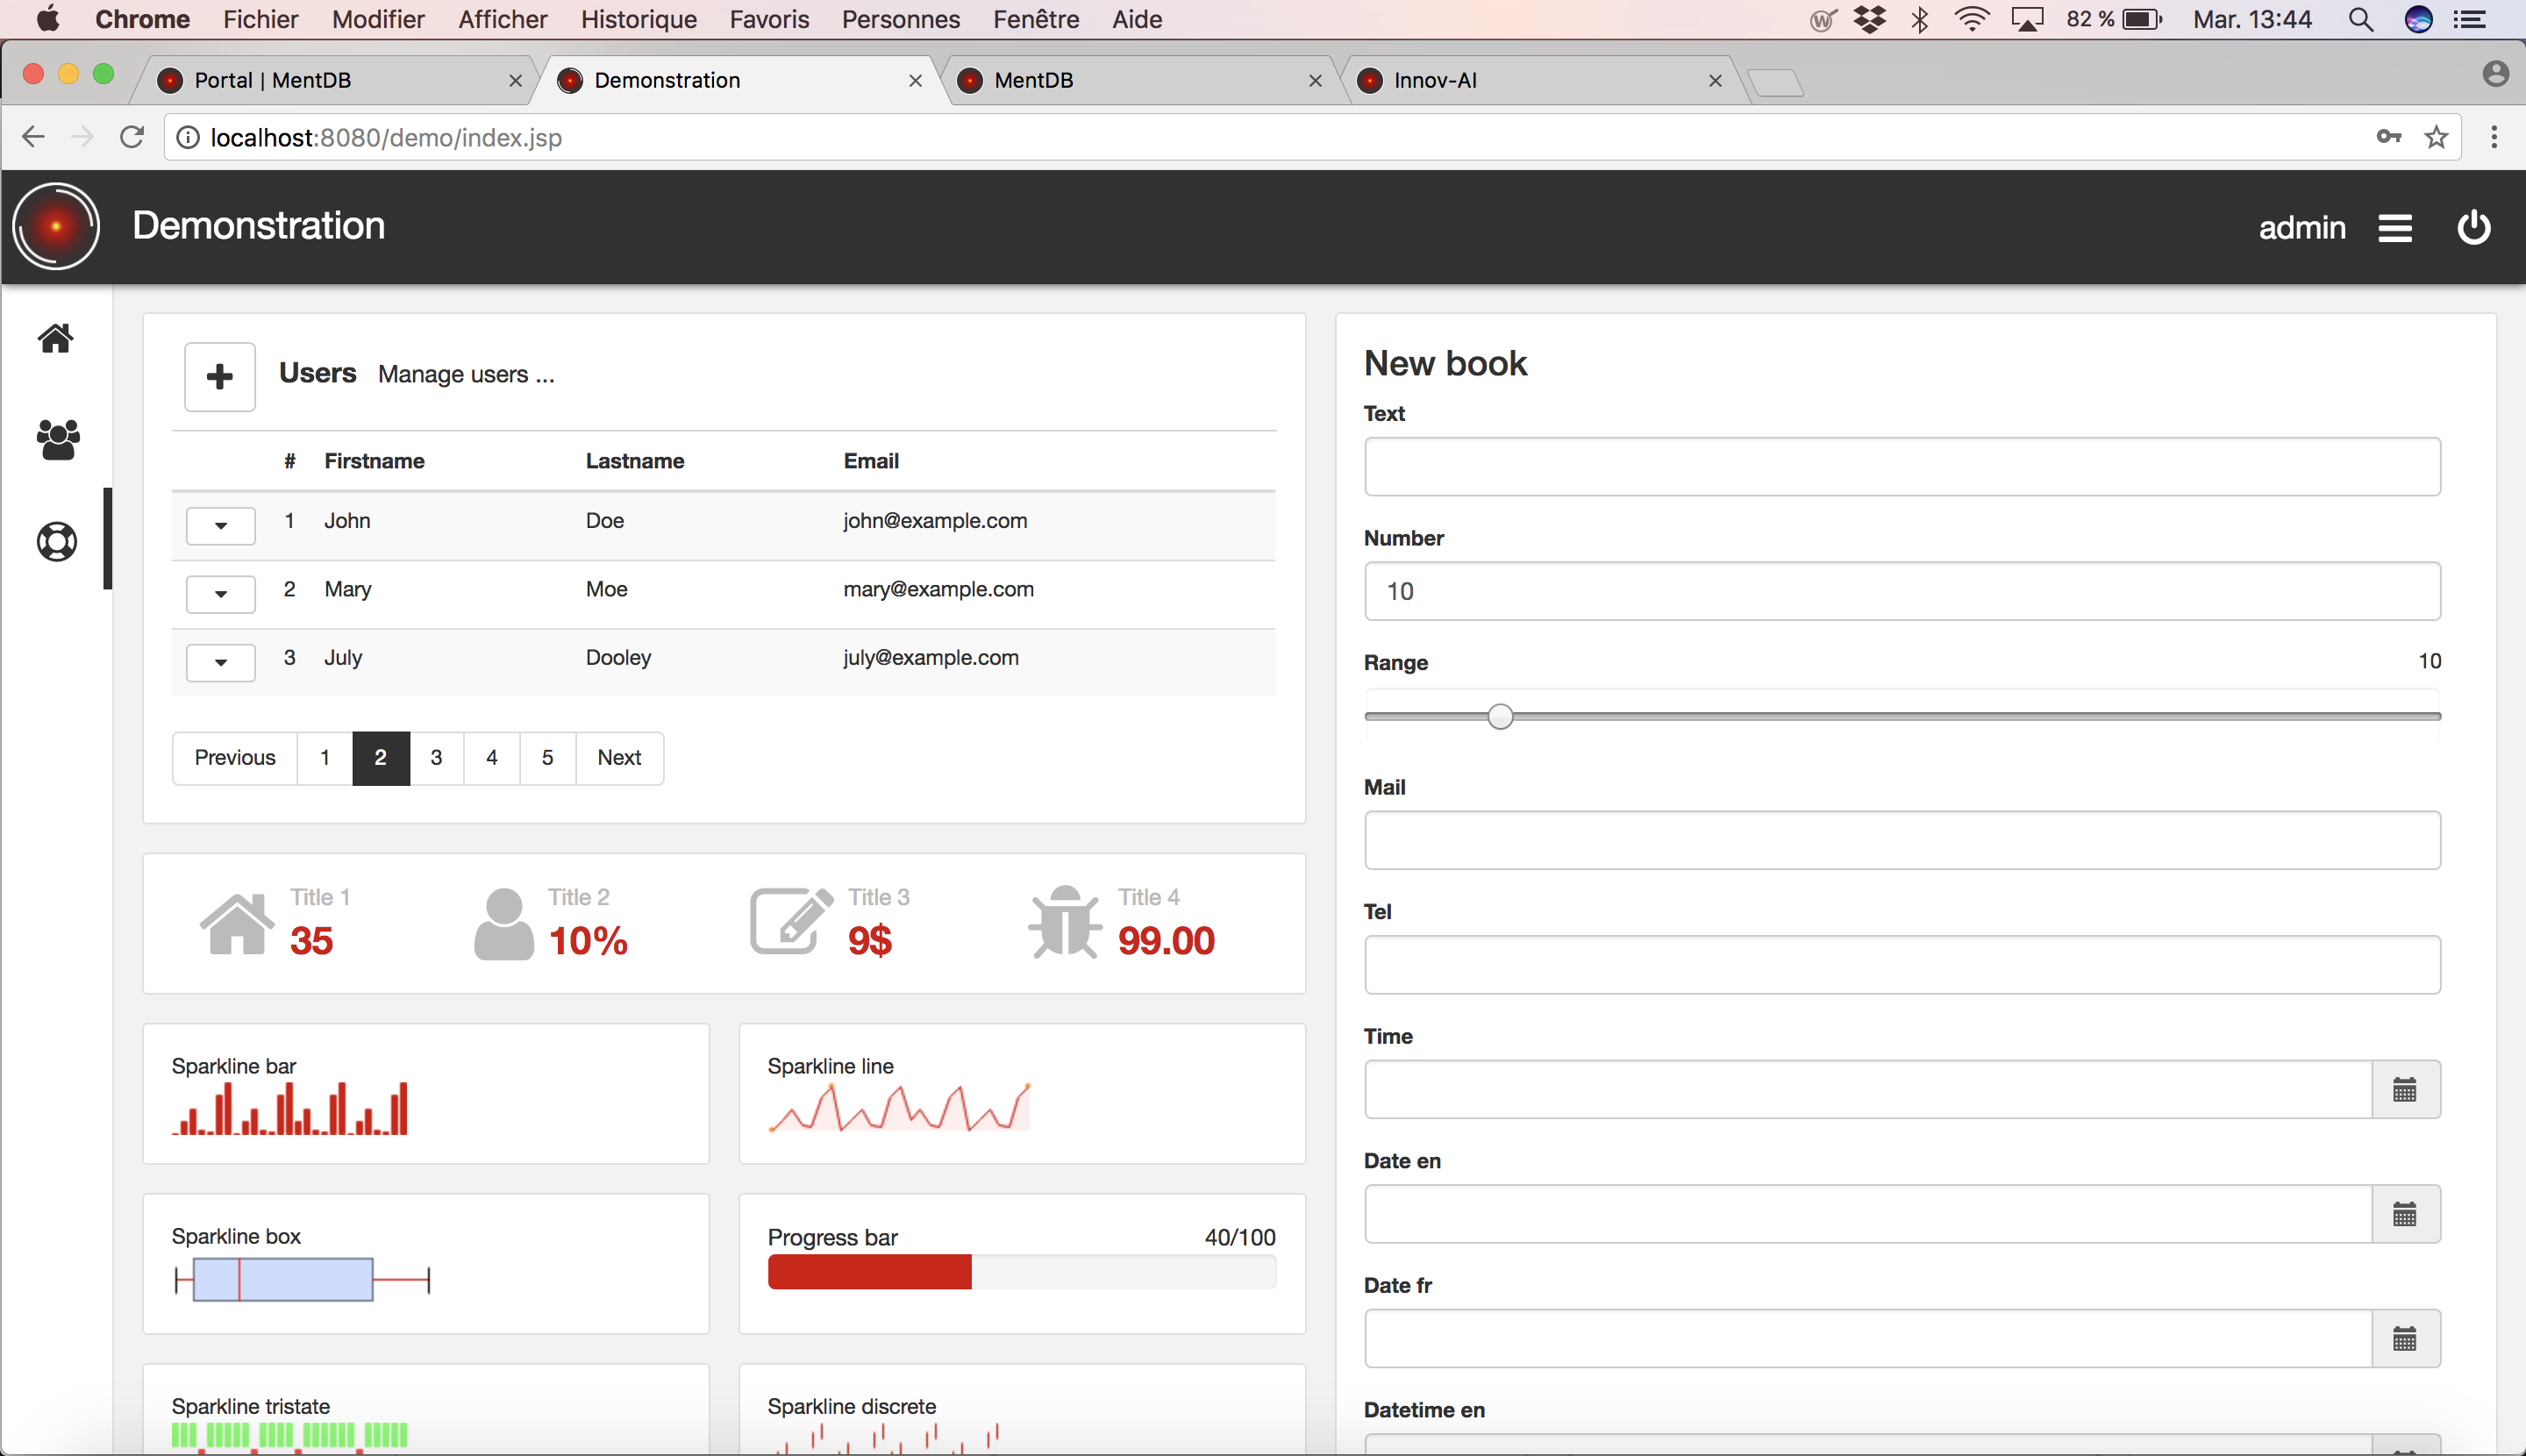 Chrome Fichier Modifier Afficher Historique Favoris Personnes Fenêtre Aide 82 % Mar. 13:44
Portal | MentDB Demonstration MentDB Innov-AI
localhost:8080/demo/index.jsp
Demonstration admin
Users Manage users ...
# Firstname Lastname Email
1 John Doe john@example.com
2 Mary Moe mary@example.com
3 July Dooley july@example.com
Previous 1 2 3 4 5 Next
Title 1
35
Title 2
10%
Title 3
9$
Title 4
99.00
Sparkline bar
Sparkline line
Sparkline box
Progress bar 40/100
Sparkline tristate
Sparkline discrete
New book
Text
Number
10
Range 10
Mail
Tel
Time
Date en
Date fr
Datetime en